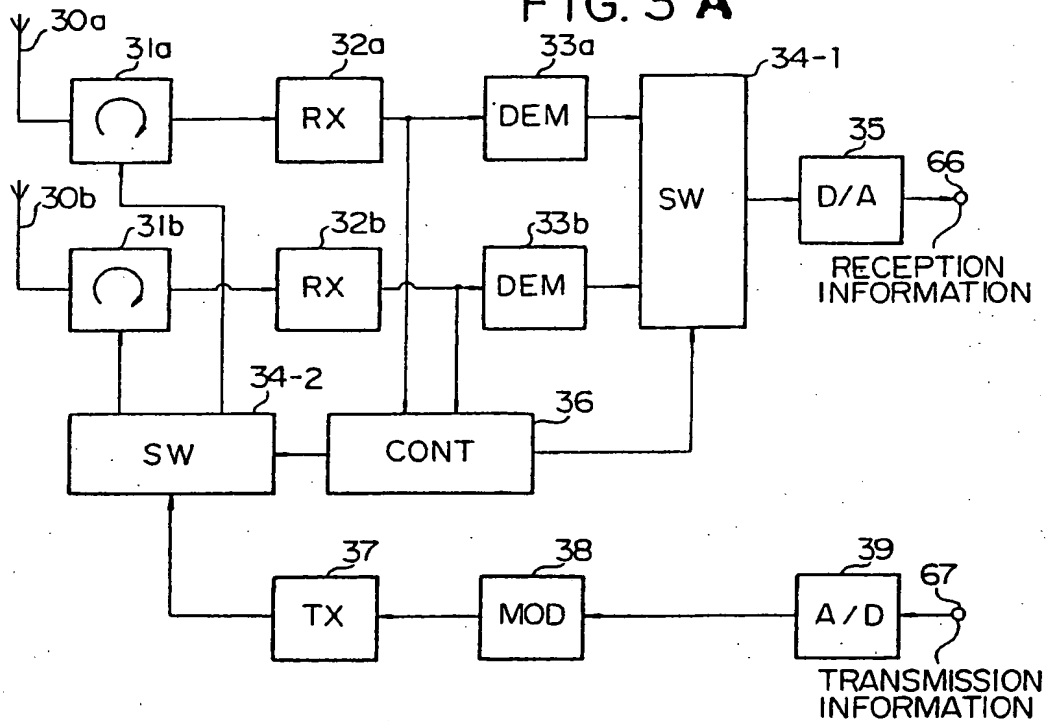 FIG. 3 A
30a
31a
32a
33a
34-1
RX
DEM
35
66
30b
31b
32b
33b
SW
D/A
RX
DEM
RECEPTION
INFORMATION
34-2
36
SW
CONT
37
38
39
67
TX
MOD
A/D
TRANSMISSION
INFORMATION